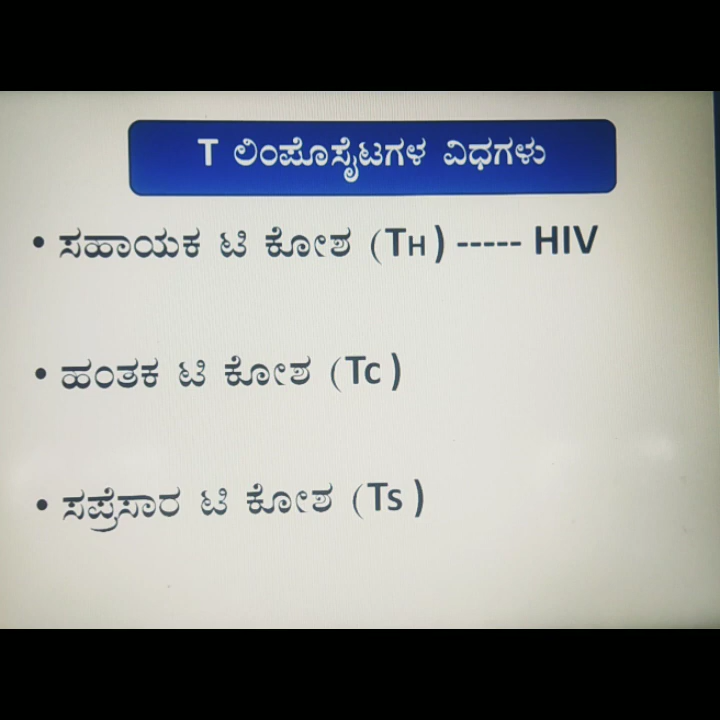 T ಲಿಂಪೊಸೈಟಗಳ ವಿಧಗಳು
• ಸಹಾಯಕ ಟಿ ಕೋಶ (TH) ----- HIV
• ಹಂತಕ ಟಿ ಕೋಶ (Tc)
• ಸಪ್ರೆಸಾರ ಟಿ ಕೋಶ (Ts)